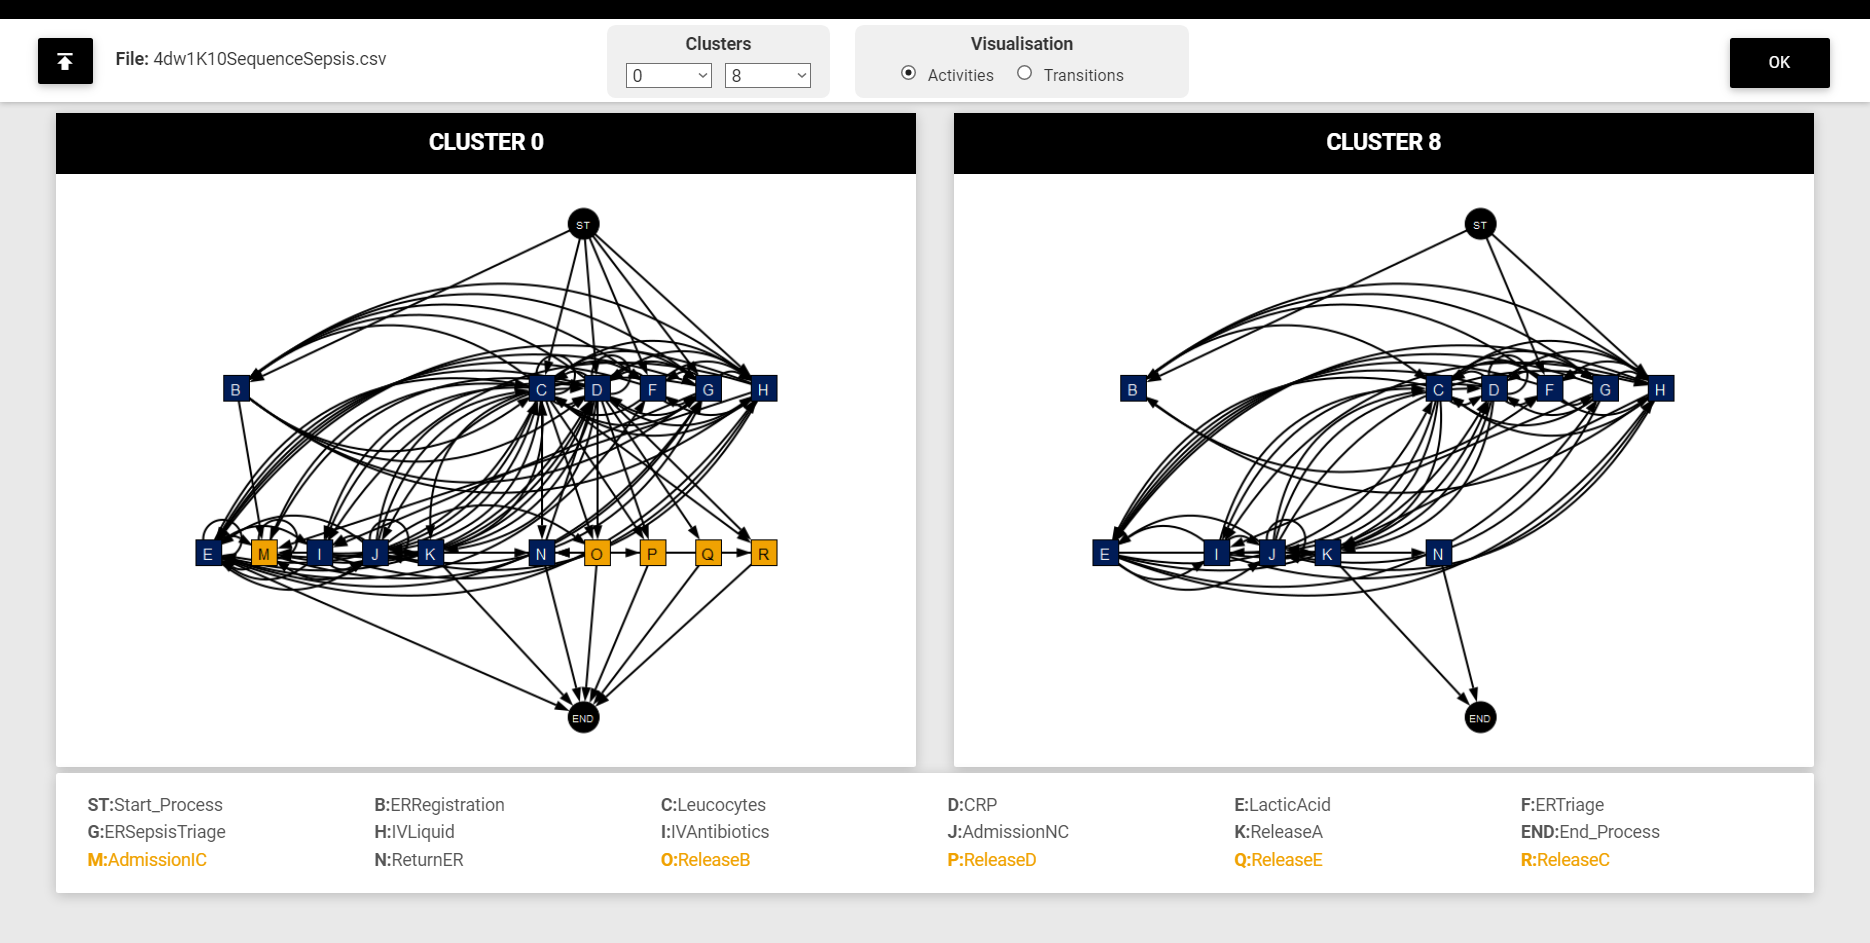 File: 4dw1K10SequenceSepsis.csv
Clusters
0 8
Visualisation
Activities Transitions
OK
CLUSTER 0
ST
B C D F G H
E M I J K N O P Q R
END
CLUSTER 8
ST
B C D F G H
E I J K N
END
ST:Start_Process B:ERRegistration C:Leucocytes D:CRP E:LacticAcid F:ERTriage
G:ERSepsisTriage H:IVLiquid I:IVAntibiotics J:AdmissionNC K:ReleaseA END:End_Process
M:AdmissionIC N:ReturnER O:ReleaseB P:ReleaseD Q:ReleaseE R:ReleaseC